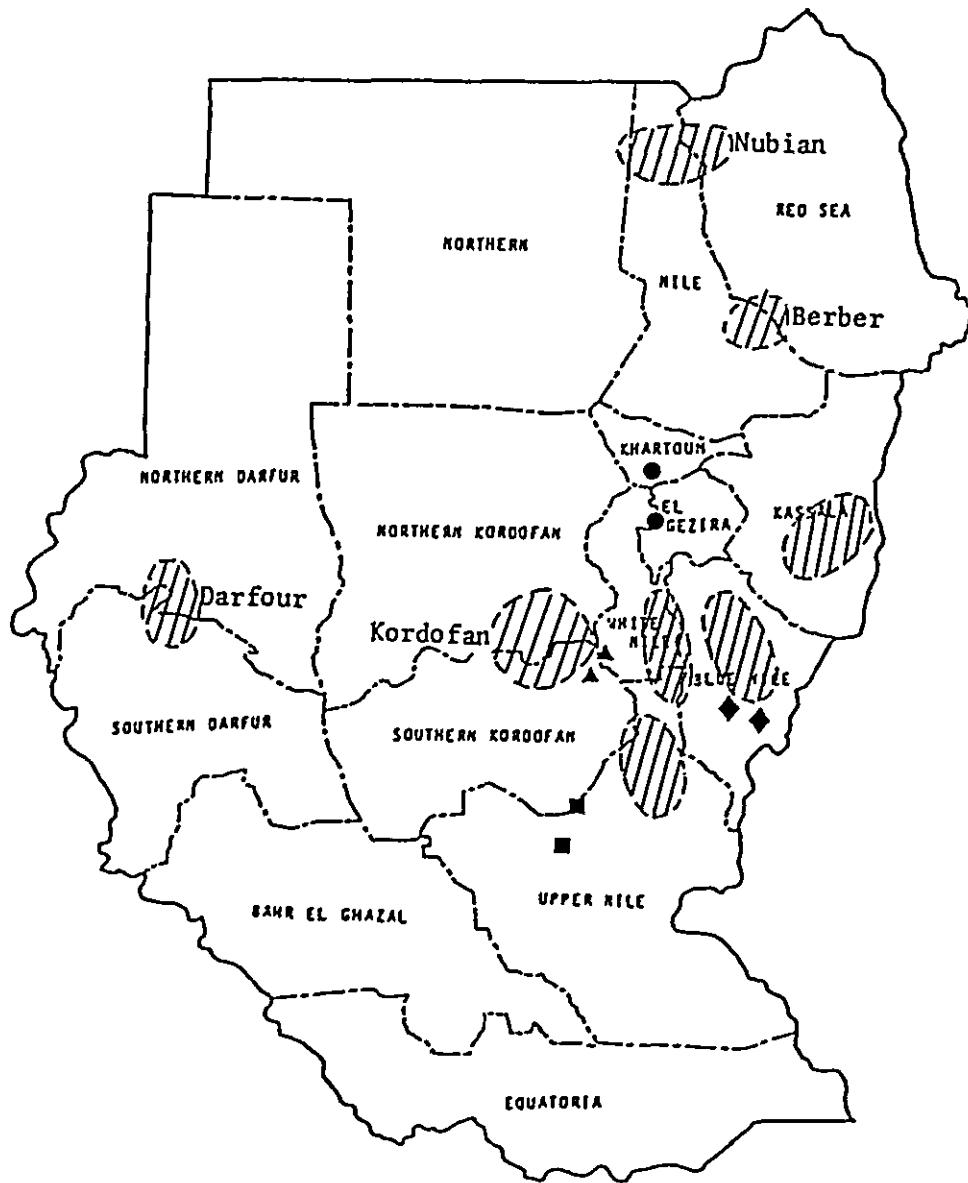 Nubian
RED SEA
NORTHERN
NILE
Berber
KHARTOUM
NORTHERN DARFUR
EL
GEZIRA
KASSALA
NORTHERN KORDOFAN
Darfour
Kordofan
WHITE
NILE
BLUE NILE
SOUTHERN DARFUR
SOUTHERN KORDOFAN
UPPER NILE
BAHR EL GHAZAL
EQUATORIA